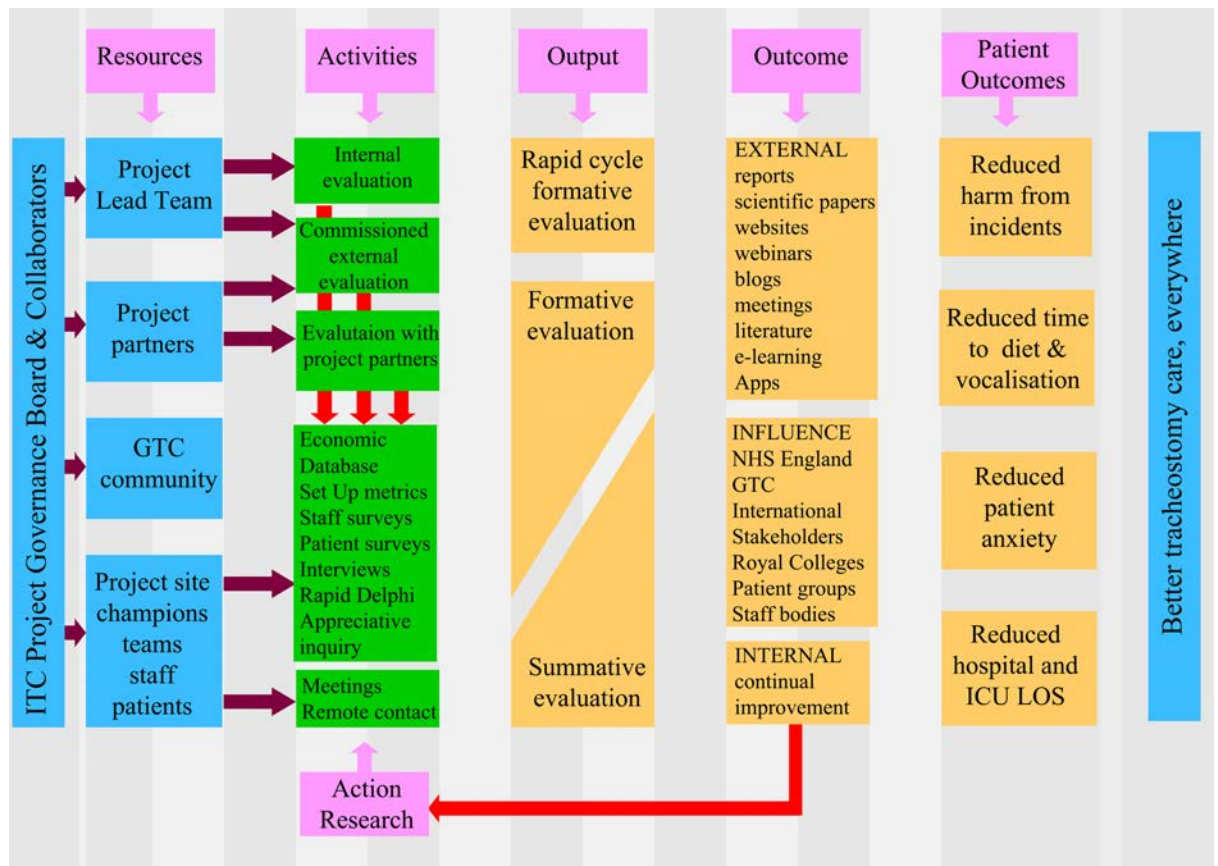 Resources
Activities
Output
Outcome
Patient
Outcomes
ITC Project Governance Board & Collaborators
Project
Lead Team
Project
partners
GTC
community
Project site
champions
teams
staff
patients
Internal
evaluation
Commissioned
external
evaluation
Evalutaion with
project partners
Economic
Database
Set Up metrics
Staff surveys
Patient surveys
Interviews
Rapid Delphi
Appreciative
inquiry
Meetings
Remote contact
Action
Research
Rapid cycle
formative
evaluation
Formative
evaluation
Summative
evaluation
EXTERNAL
reports
scientific papers
websites
webinars
blogs
meetings
literature
e-learning
Apps
INFLUENCE
NHS England
GTC
International
Stakeholders
Royal Colleges
Patient groups
Staff bodies
INTERNAL
continual
improvement
Reduced
harm from
incidents
Reduced time
to diet &
vocalisation
Reduced
patient
anxiety
Reduced
hospital and
ICU LOS
Better tracheostomy care, everywhere